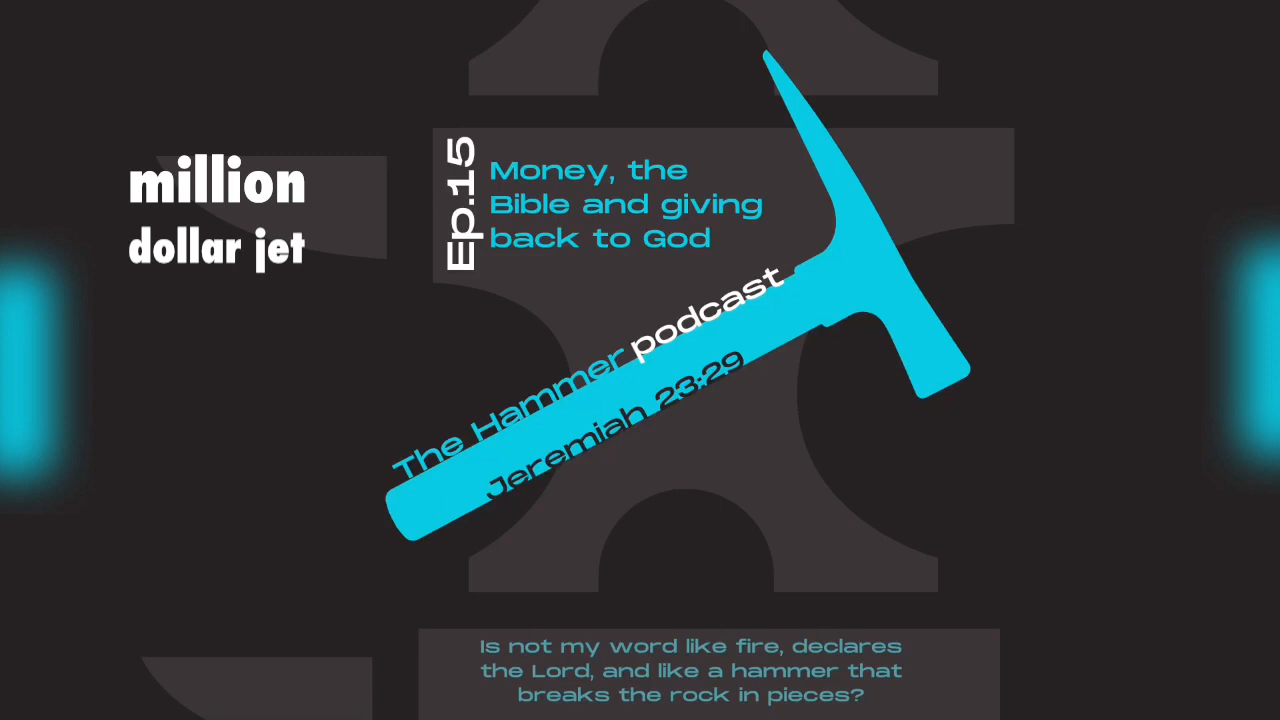 million
dollar jet
Ep.15
Money, the
Bible and giving
back to God
The Hammer podcast
Jeremiah 23:29
Is not my word like fire, declares
the Lord, and like a hammer that
breaks the rock in pieces?